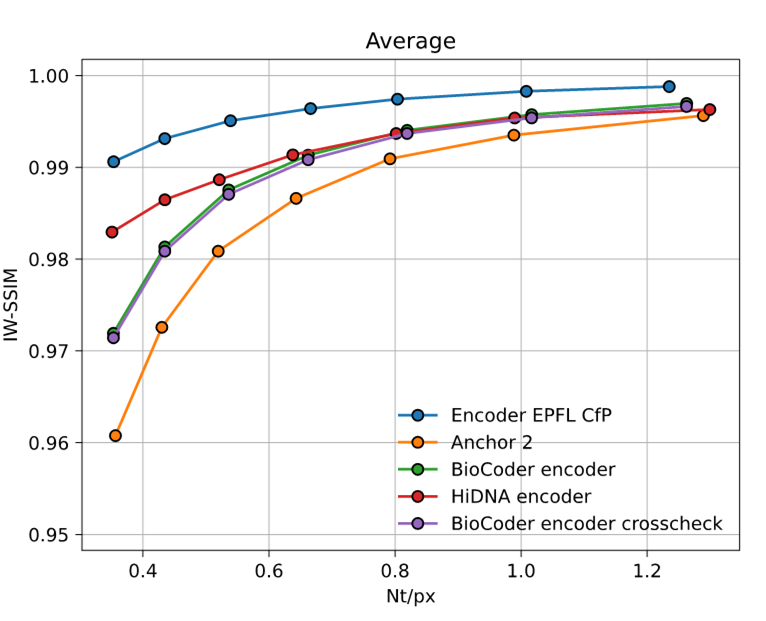 Average
1.00
0.99
0.98
0.97
0.96
0.95
IW-SSIM
0.4
0.6
0.8
1.0
1.2
Nt/px
Encoder EPFL CfP
Anchor 2
BioCoder encoder
HiDNA encoder
BioCoder encoder crosscheck